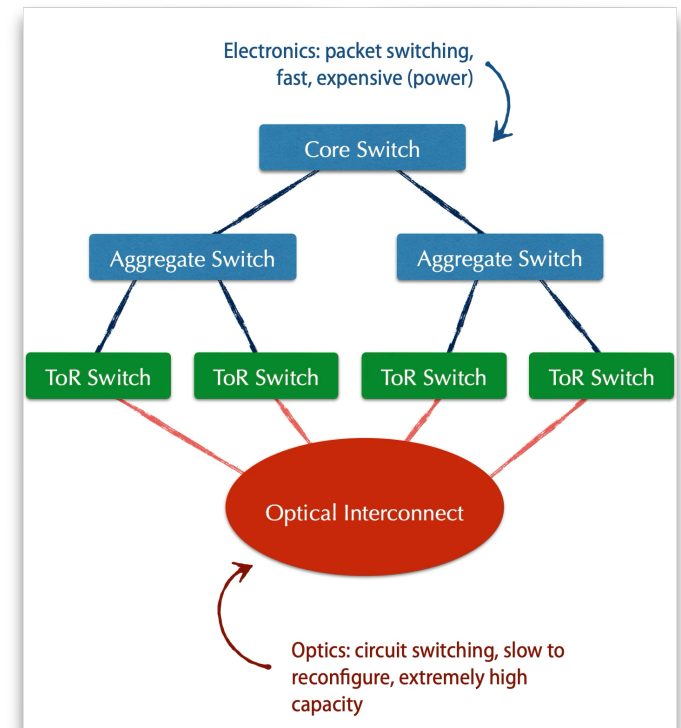 Electronics: packet switching,
fast, expensive (power)
Core Switch
Aggregate Switch
Aggregate Switch
ToR Switch
ToR Switch
ToR Switch
ToR Switch
Optical Interconnect
Optics: circuit switching, slow to
reconfigure, extremely high
capacity